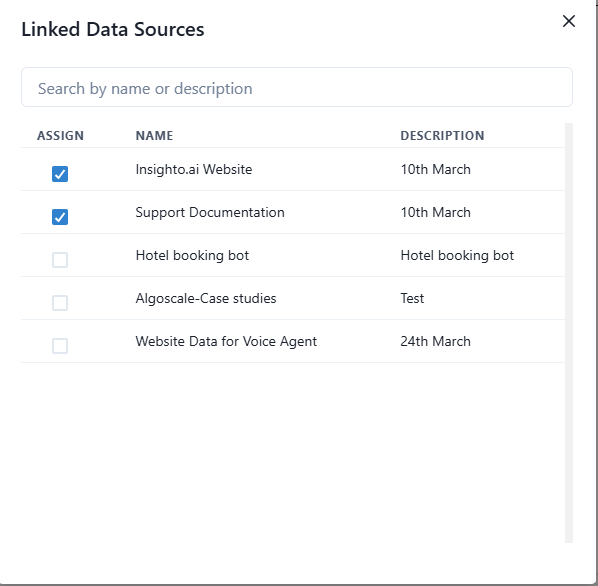 Linked Data Sources
Search by name or description
ASSIGN NAME DESCRIPTION
Insighto.ai Website 10th March
Support Documentation 10th March
Hotel booking bot Hotel booking bot
Algoscale-Case studies Test
Website Data for Voice Agent 24th March